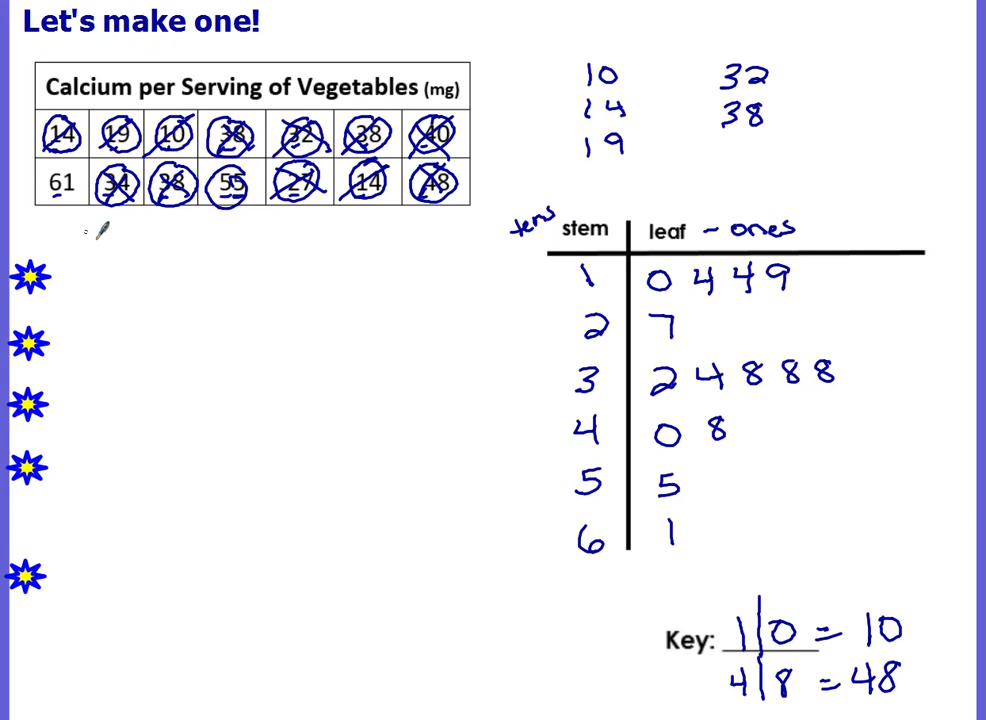 Let's make one!
Calcium per Serving of Vegetables (mg)
14 19 10 38 32 38 40
61 34 38 55 27 14 48
10 32
14 38
19
tens stem leaf - ones
1 0 4 4 9
2 7
3 2 4 8 8 8
4 0 8
5 5
6 1
Key: 1|0 = 10
4|8 = 48